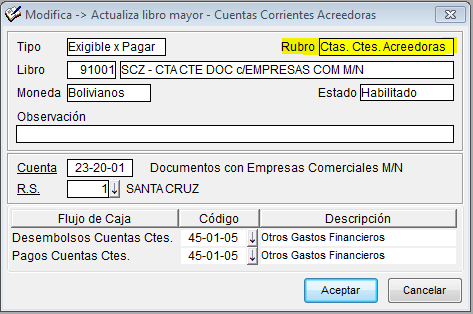 Modifica -> Actualiza libro mayor - Cuentas Corrientes Acreedoras
Tipo Exigible x Pagar Rubro Ctas. Ctes. Acreedoras
Libro 91001 SCZ - CTA CTE DOC c/EMPRESAS COM M/N
Moneda Bolivianos Estado Habilitado
Observación
Cuenta 23-20-01 Documentos con Empresas Comerciales M/N
R.S. 1 SANTA CRUZ
Flujo de Caja Código Descripción
Desembolsos Cuentas Ctes. 45-01-05 Otros Gastos Financieros
Pagos Cuentas Ctes. 45-01-05 Otros Gastos Financieros
Aceptar Cancelar